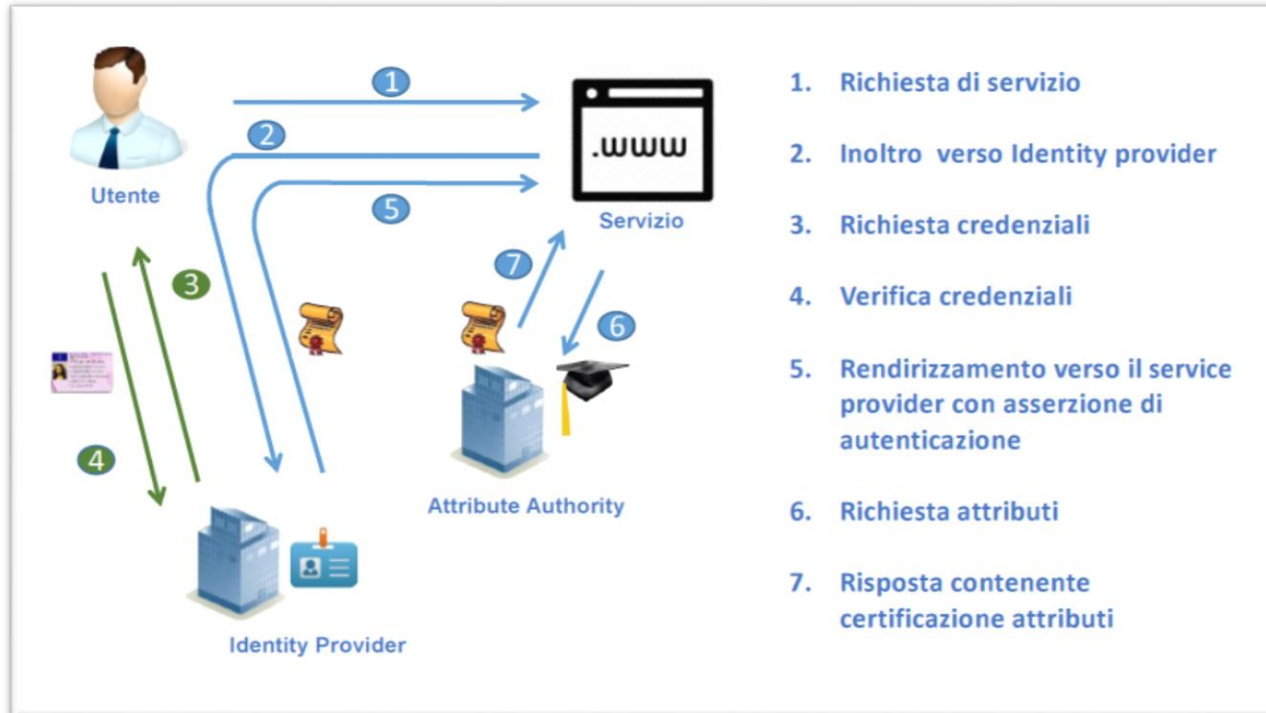 1
2
5
3
4
7
6
Utente
.www
Servizio
Attribute Authority
Identity Provider
1. Richiesta di servizio
2. Inoltro verso Identity provider
3. Richiesta credenziali
4. Verifica credenziali
5. Rendirizzamento verso il service
provider con asserzione di
autenticazione
6. Richiesta attributi
7. Risposta contenente
certificazione attributi